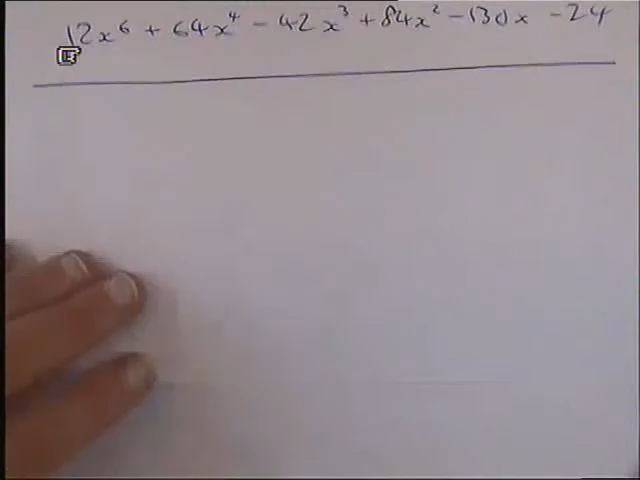 12x⁶ + 64x⁴ - 42x³ + 84x² - 130x - 24